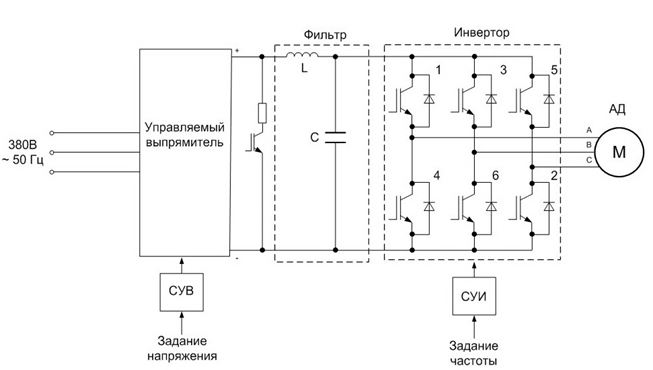 Фильтр
Инвертор
+
L
1
3
5
АД
380В
~ 50 Гц
Управляемый
выпрямитель
C
A
B
C
М
4
6
2
-
СУВ
СУИ
Задание
напряжения
Задание
частоты